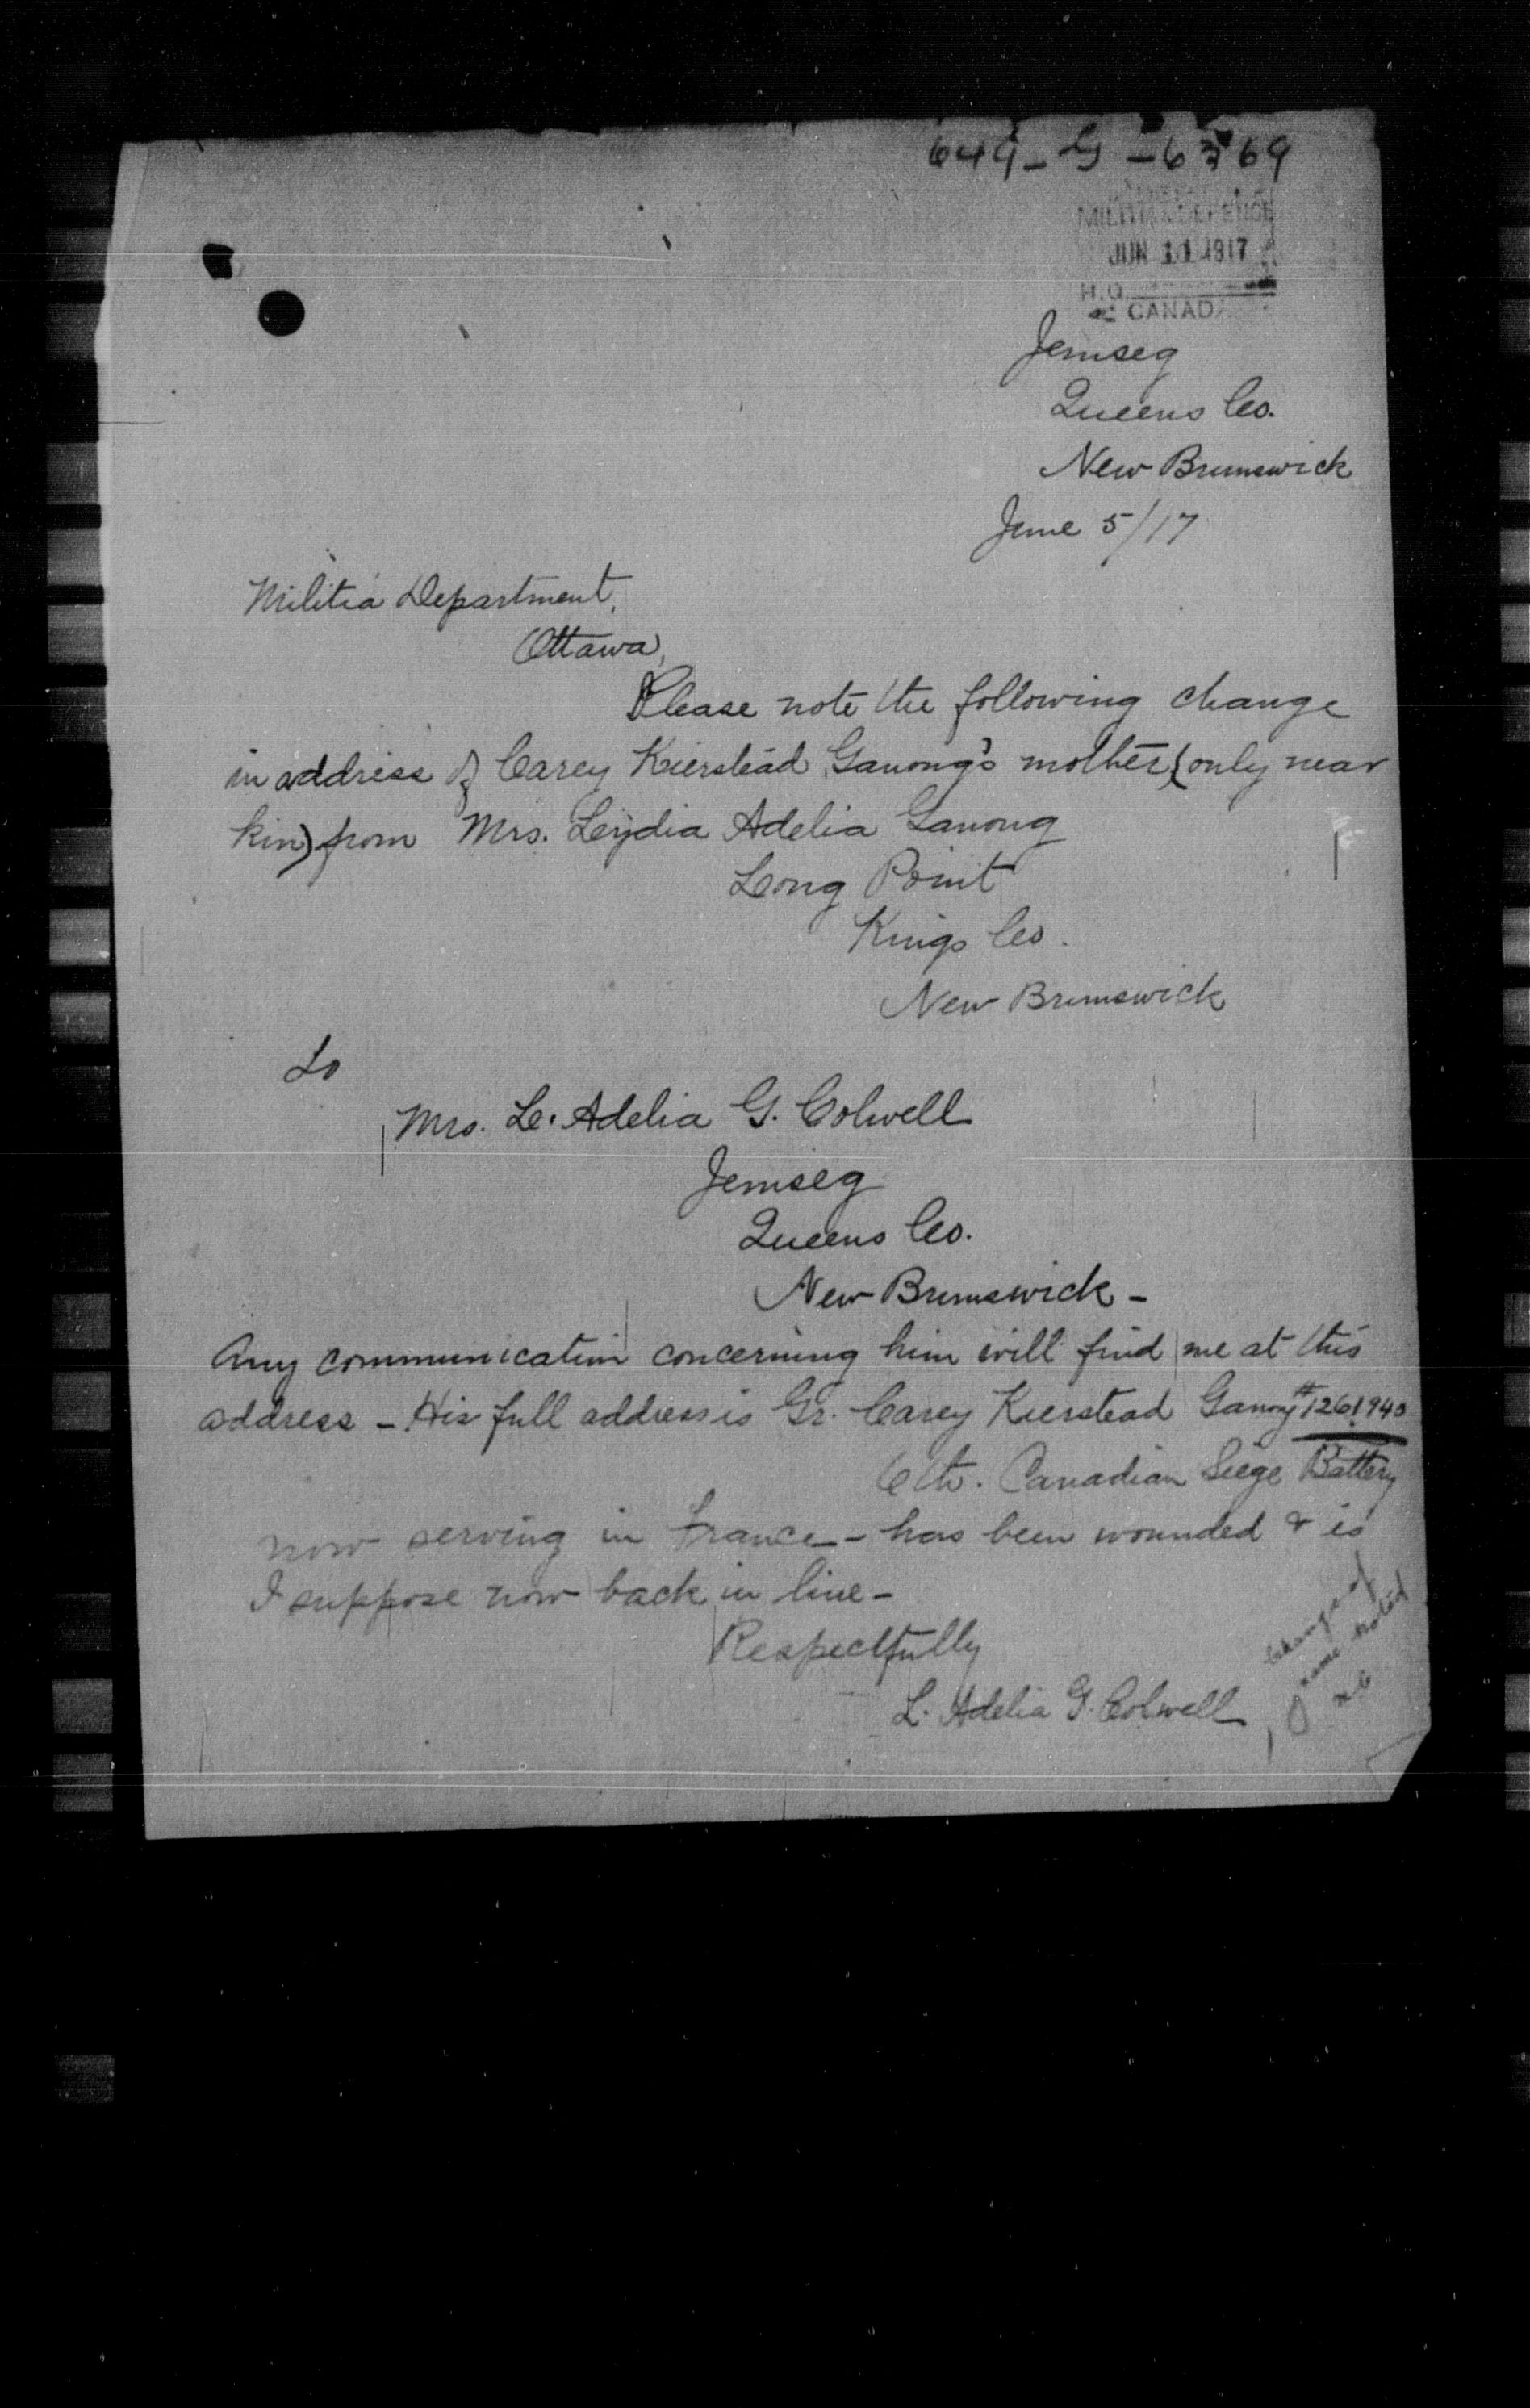 649-G-6369
MILITIA & DEFENCE
JUN 11 1917
H.Q.
CANADA
Jemseg
Queens Co.
New Brunswick
June 5/17
Militia Department,
Ottawa,
Please note the following change
in address of Carey Kierstead Ganong's mother (only near
kin) from Mrs. Lydia Adelia Ganong
Long Point
Kings Co.
New Brunswick
To
Mrs. L. Adelia G. Colwell
Jemseg
Queens Co.
New Brunswick -
Any communication concerning him will find me at this
address - His full address is Gr. Carey Kierstead Ganong #1261940
6th. Canadian Siege Battery
now serving in France - has been wounded & is
I suppose now back in line -
Respectfully
L. Adelia G. Colwell
Change of
name noted